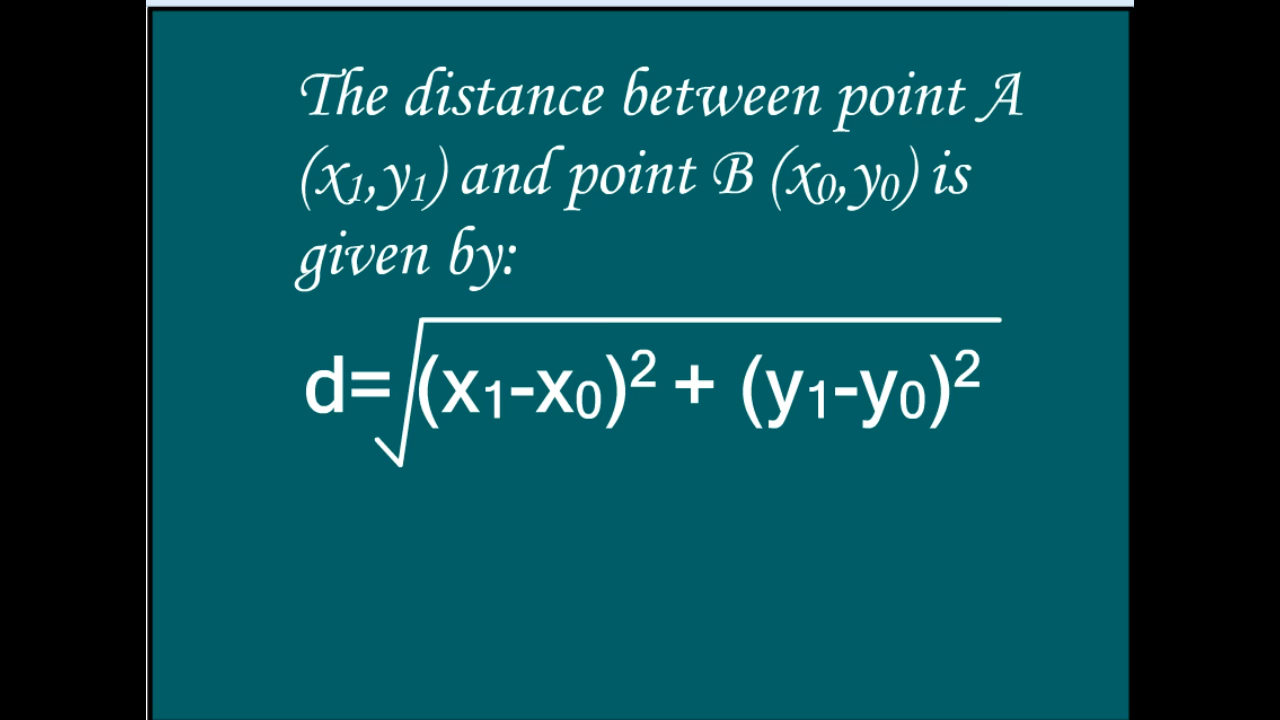 The distance between point A
(x₁,y₁) and point B (x₀,y₀) is
given by:
d=√(x₁-x₀)² + (y₁-y₀)²